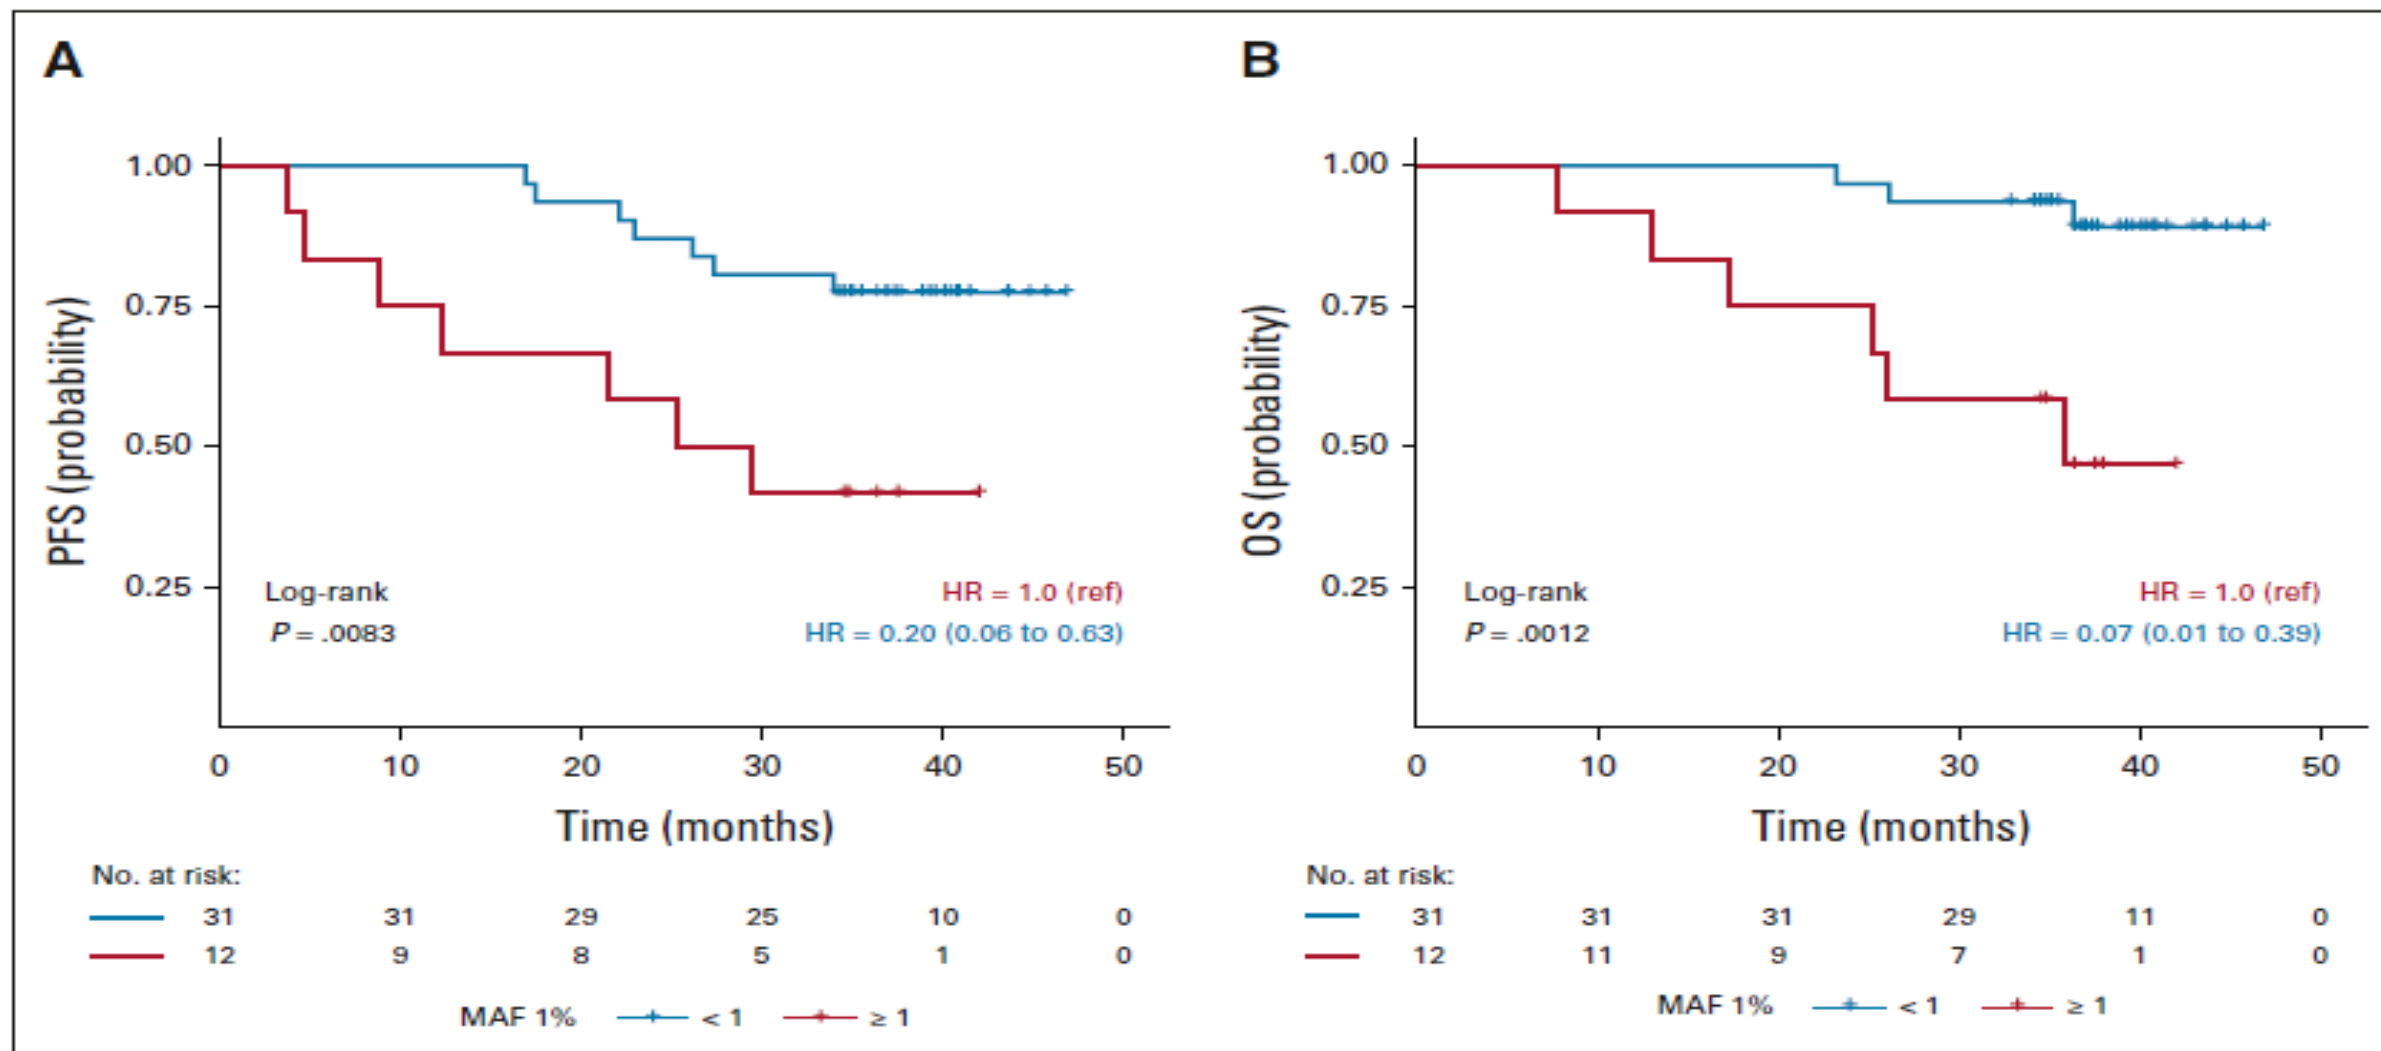 A
PFS (probability)
1.00
0.75
0.50
0.25
Log-rank
P = .0083
HR = 1.0 (ref)
HR = 0.20 (0.06 to 0.63)
0 10 20 30 40 50
Time (months)
No. at risk:
31 31 29 25 10 0
12 9 8 5 1 0
MAF 1% < 1 ≥ 1
B
OS (probability)
1.00
0.75
0.50
0.25
Log-rank
P = .0012
HR = 1.0 (ref)
HR = 0.07 (0.01 to 0.39)
0 10 20 30 40 50
Time (months)
No. at risk:
31 31 31 29 11 0
12 11 9 7 1 0
MAF 1% < 1 ≥ 1